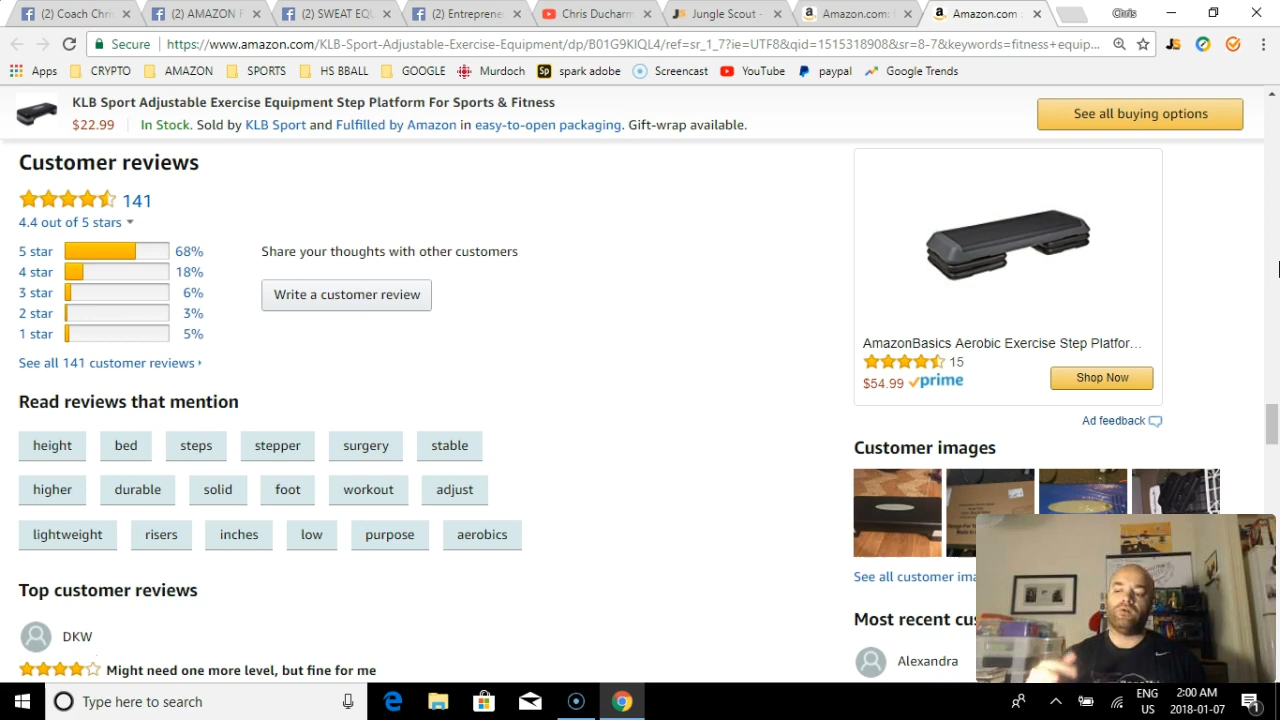 (2) Coach Chri
(2) AMAZON F
(2) SWEAT EQU
(2) Entreprene
Chris Ducharm
Jungle Scout -
Amazon.com: f
Amazon.com :
Chris
Secure
https://www.amazon.com/KLB-Sport-Adjustable-Exercise-Equipment/dp/B01G9KIQL4/ref=sr_1_7?ie=UTF8&qid=1515318908&sr=8-7&keywords=fitness+equip...
Apps
CRYPTO
AMAZON
SPORTS
HS BBALL
GOOGLE
Murdoch
Sp
spark adobe
Screencast
YouTube
paypal
Google Trends
KLB Sport Adjustable Exercise Equipment Step Platform For Sports & Fitness
$22.99
In Stock. Sold by KLB Sport and Fulfilled by Amazon in easy-to-open packaging. Gift-wrap available.
See all buying options
Customer reviews
141
4.4 out of 5 stars
5 star 68%
4 star 18%
3 star 6%
2 star 3%
1 star 5%
See all 141 customer reviews
Share your thoughts with other customers
Write a customer review
Read reviews that mention
height bed steps stepper surgery stable
higher durable solid foot workout adjust
lightweight risers inches low purpose aerobics
Top customer reviews
DKW
Might need one more level, but fine for me
AmazonBasics Aerobic Exercise Step Platfor...
15
$54.99 prime
Shop Now
Ad feedback
Customer images
See all customer ima
Most recent cus
Alexandra
Type here to search
ENG
US
2:00 AM
2018-01-07
1